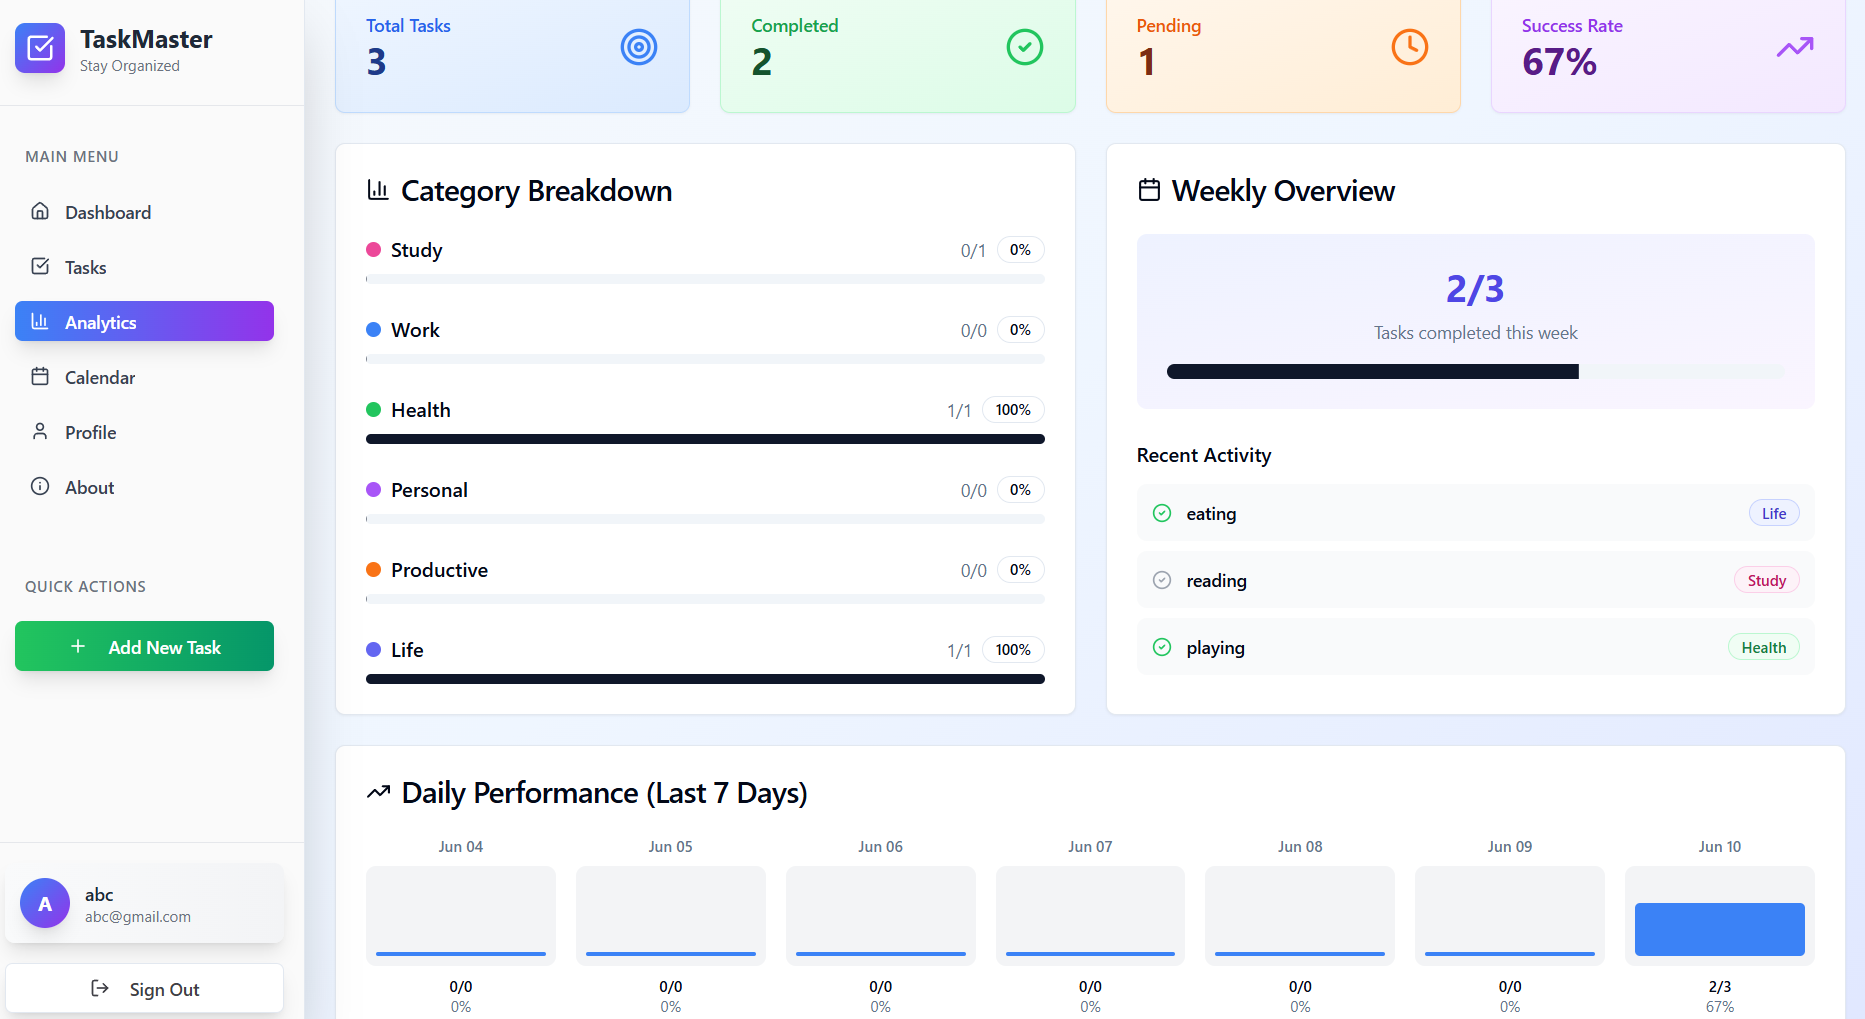 TaskMaster
Stay Organized
MAIN MENU
Dashboard
Tasks
Analytics
Calendar
Profile
About
QUICK ACTIONS
+ Add New Task
A
abc
abc@gmail.com
Sign Out
Total Tasks
3
Completed
2
Pending
1
Success Rate
67%
Category Breakdown
Study 0/1 0%
Work 0/0 0%
Health 1/1 100%
Personal 0/0 0%
Productive 0/0 0%
Life 1/1 100%
Weekly Overview
2/3
Tasks completed this week
Recent Activity
eating Life
reading Study
playing Health
Daily Performance (Last 7 Days)
Jun 04 Jun 05 Jun 06 Jun 07 Jun 08 Jun 09 Jun 10
0/0 0/0 0/0 0/0 0/0 0/0 2/3
0% 0% 0% 0% 0% 0% 67%